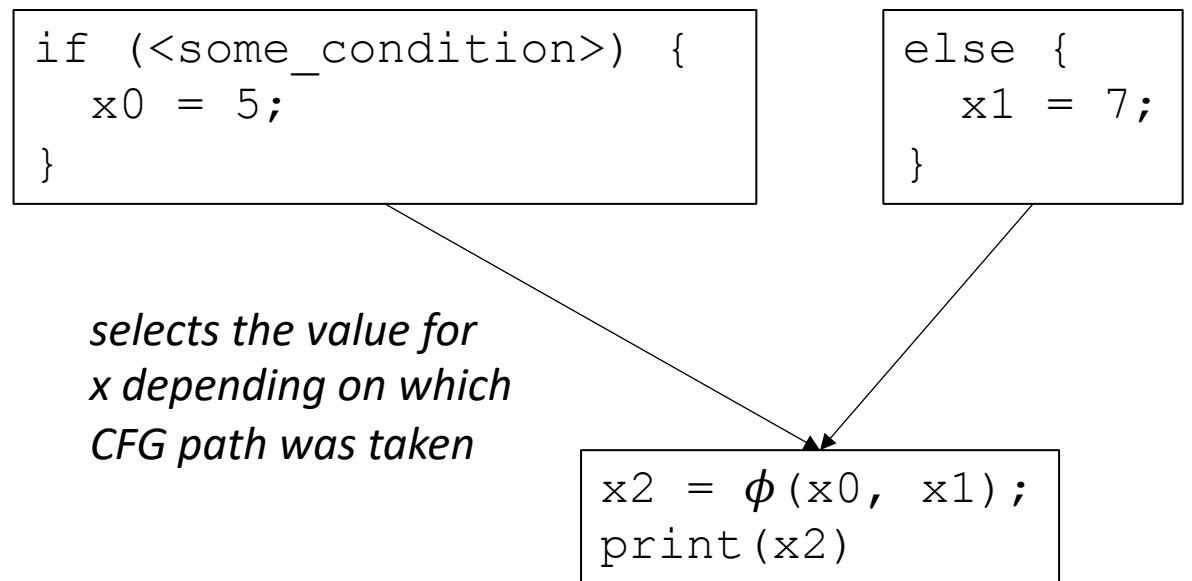 if (<some_condition>) {
  x0 = 5;
}
else {
  x1 = 7;
}
selects the value for
x depending on which
CFG path was taken
x2 = ϕ(x0, x1);
print(x2)